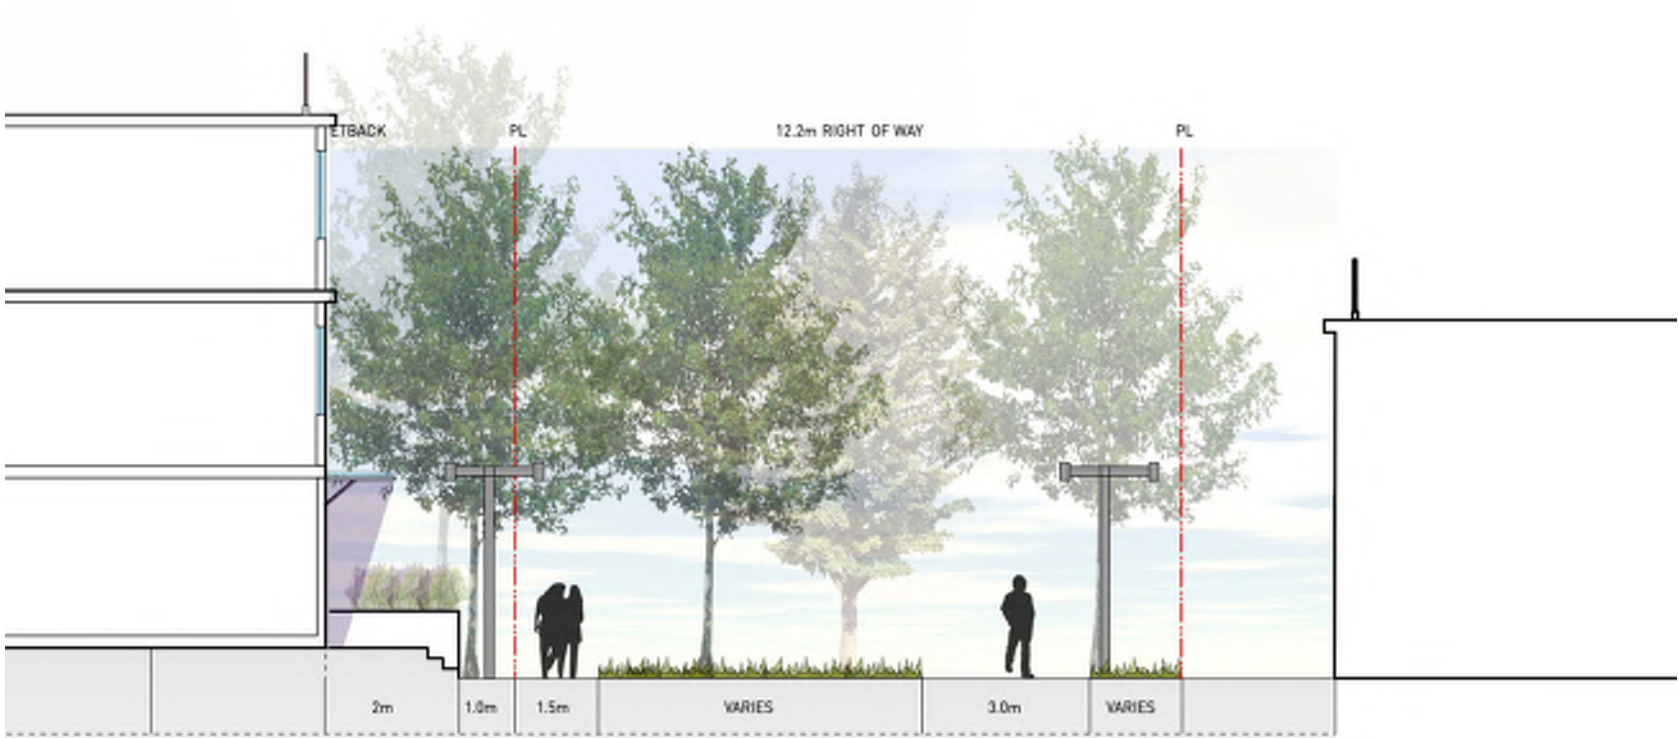 ETBACK
PL
12.2m RIGHT OF WAY
PL
2m
1.0m
1.5m
VARIES
3.0m
VARIES